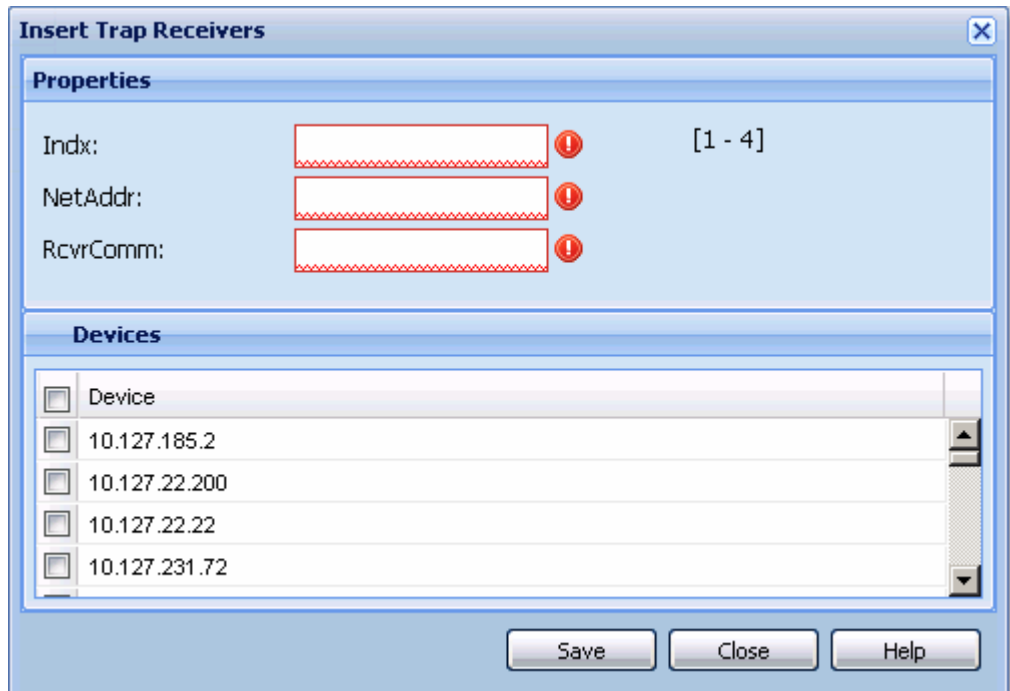 Insert Trap Receivers
Properties
Indx: [1 - 4]
NetAddr:
RcvrComm:
Devices
Device
10.127.185.2
10.127.22.200
10.127.22.22
10.127.231.72
Save Close Help